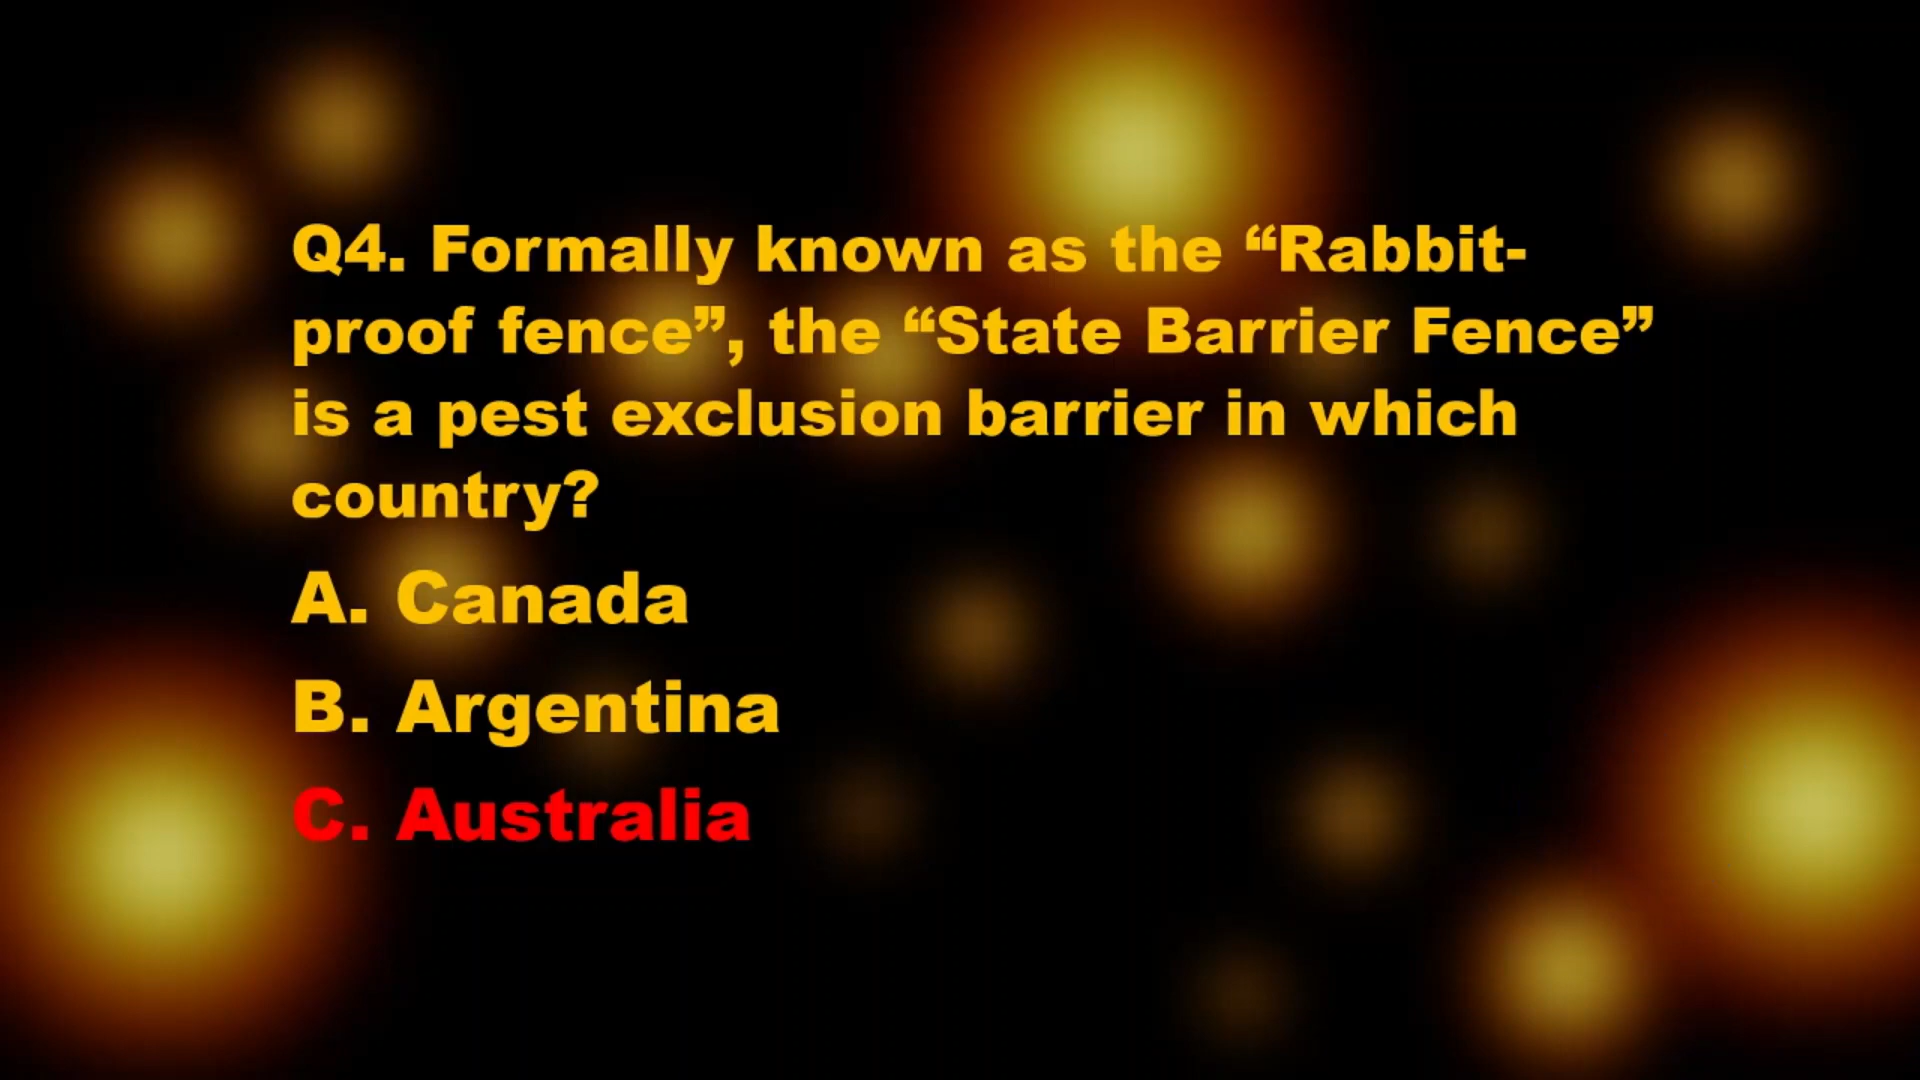 Q4. Formally known as the “Rabbit-
proof fence”, the “State Barrier Fence”
is a pest exclusion barrier in which
country?
A. Canada
B. Argentina
C. Australia